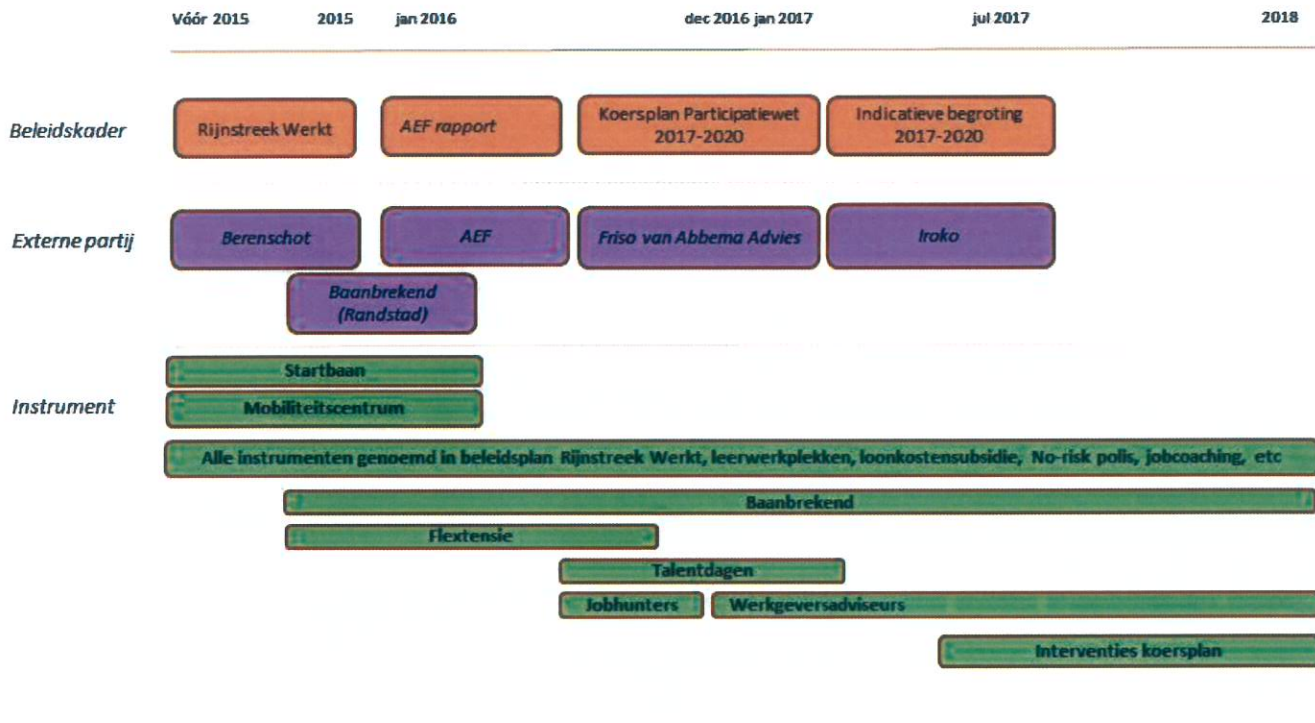 Vóór 2015 2015 jan 2016 dec 2016 jan 2017 jul 2017 2018
Beleidskader
Rijnstreek Werkt
AEF rapport
Koersplan Participatiewet
2017-2020
Indicatieve begroting
2017-2020
Externe partij
Berenschot
AEF
Friso van Abbema Advies
Iroko
Baanbrekend
(Randstad)
Instrument
Startbaan
Mobiliteitscentrum
Alle instrumenten genoemd in beleidsplan Rijnstreek Werkt, leerwerkplekken, loonkostensubsidie, No-risk polis, jobcoaching, etc
Baanbrekend
Flextensie
Talentdagen
Jobhunters
Werkgeversadviseurs
Interventies koersplan